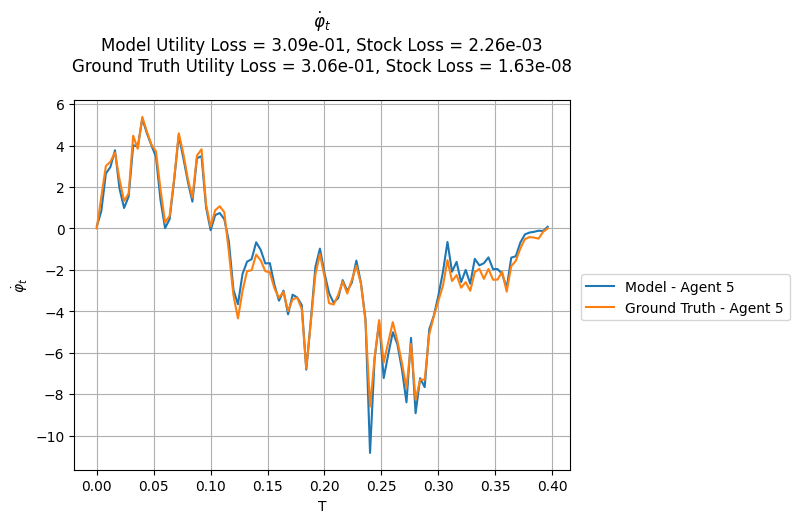 φ̇ₜ
Model Utility Loss = 3.09e-01, Stock Loss = 2.26e-03
Ground Truth Utility Loss = 3.06e-01, Stock Loss = 1.63e-08
6
4
2
0
−2
−4
−6
−8
−10
φ̇ₜ
0.00 0.05 0.10 0.15 0.20 0.25 0.30 0.35 0.40
T
Model - Agent 5
Ground Truth - Agent 5